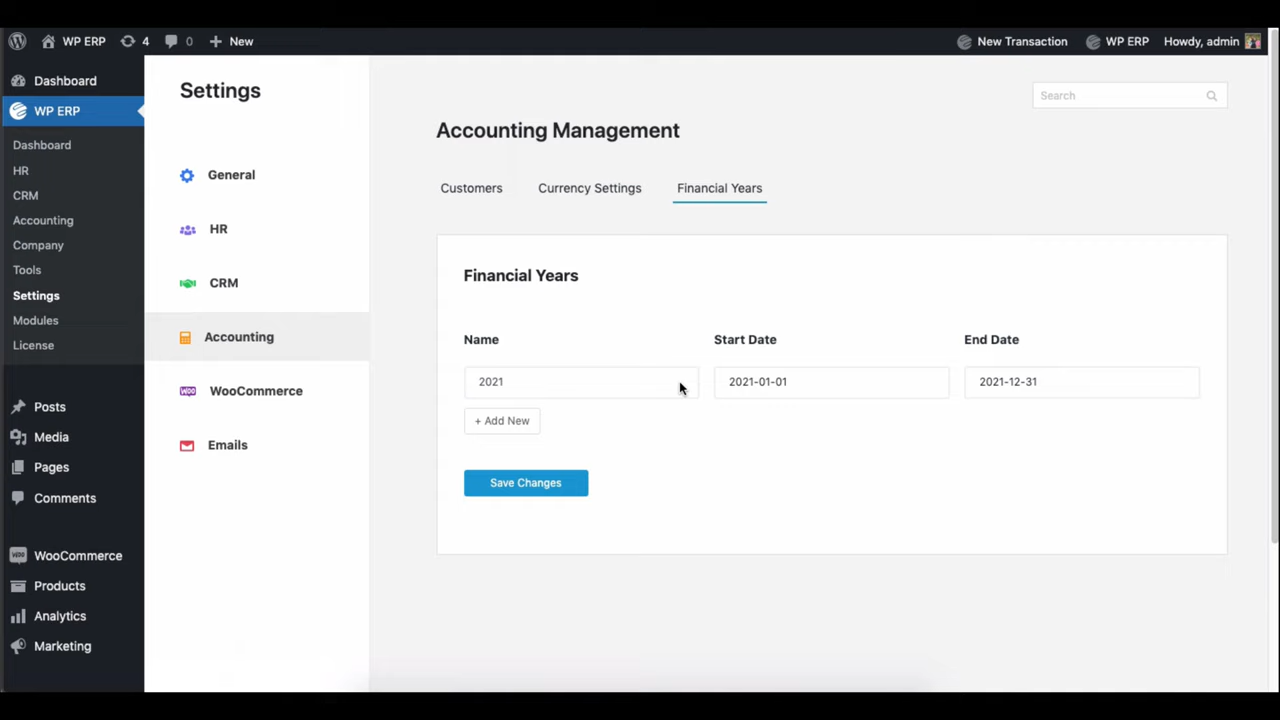 WP ERP
4
0
New
New Transaction
WP ERP
Howdy, admin
Dashboard
WP ERP
Dashboard
HR
CRM
Accounting
Company
Tools
Settings
Modules
License
Posts
Media
Pages
Comments
WooCommerce
Products
Analytics
Marketing
Settings
General
HR
CRM
Accounting
WooCommerce
Emails
Search
Accounting Management
Customers
Currency Settings
Financial Years
Financial Years
Name
Start Date
End Date
2021
2021-01-01
2021-12-31
+ Add New
Save Changes